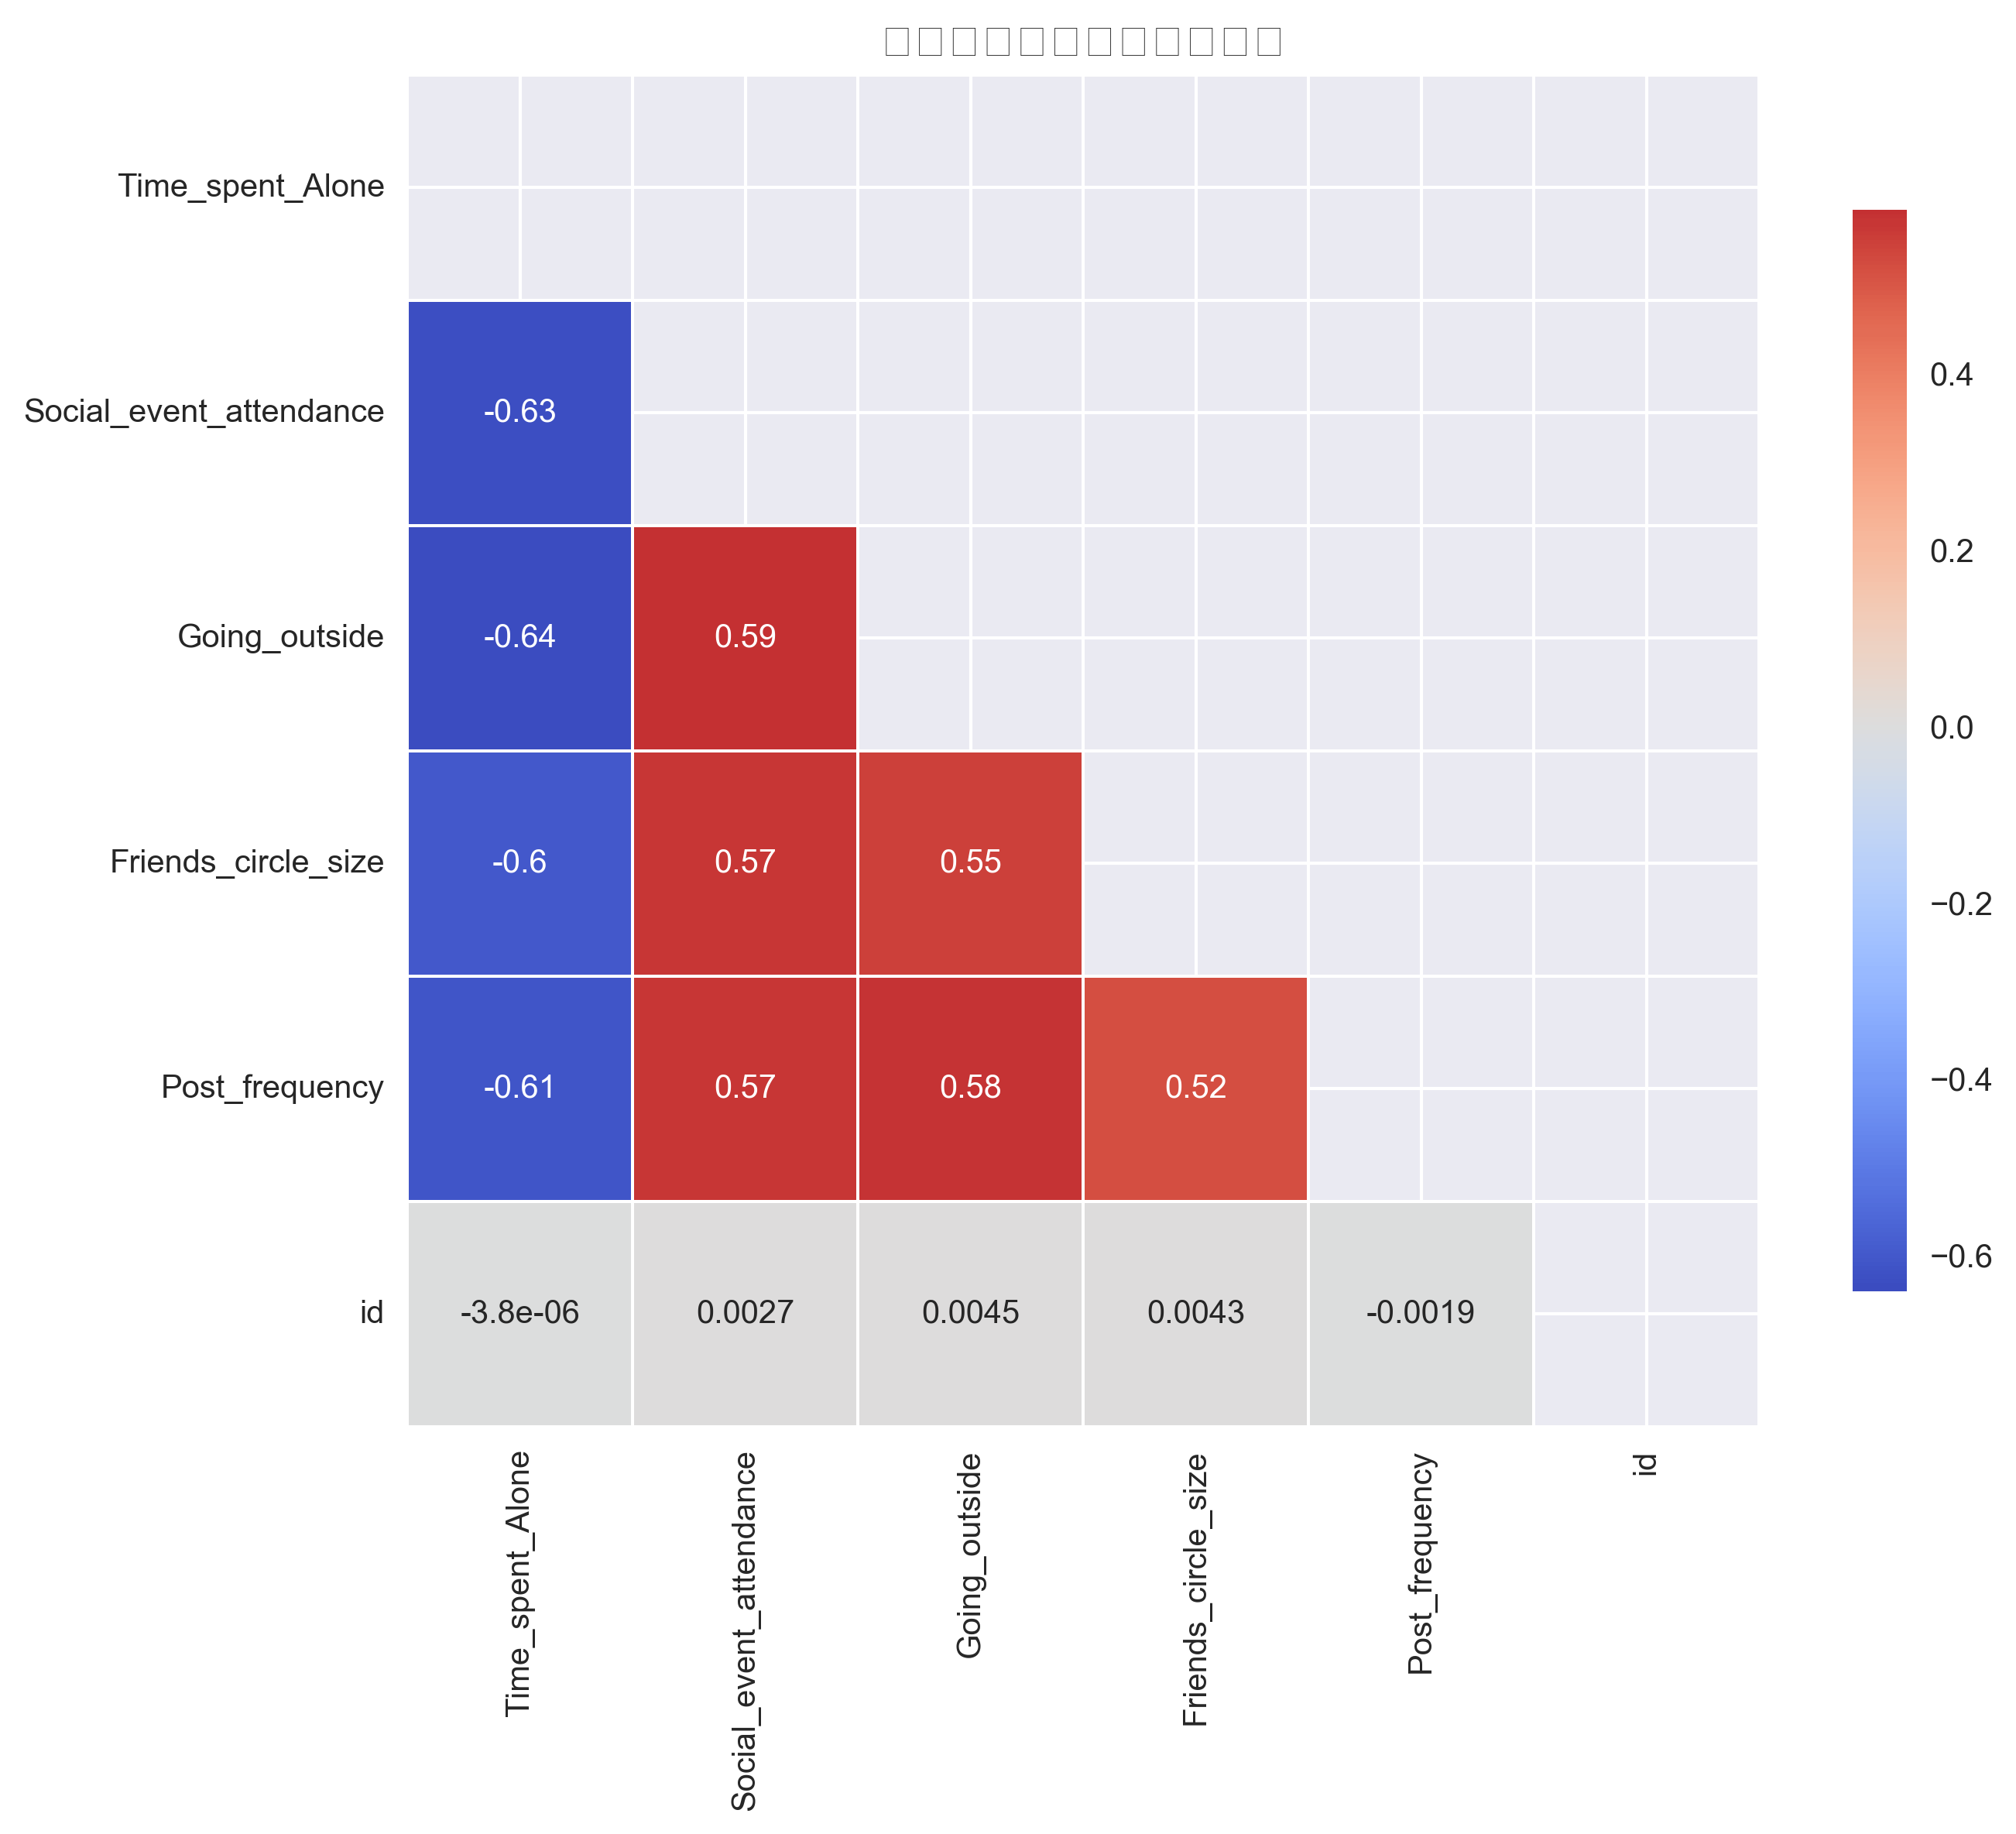 Time_spent_Alone
0.4
Social_event_attendance -0.63
0.2
Going_outside -0.64 0.59
0.0
Friends_circle_size -0.6 0.57 0.55
−0.2
Post_frequency -0.61 0.57 0.58 0.52
−0.4
−0.6
id -3.8e-06 0.0027 0.0045 0.0043 -0.0019
Time_spent_Alone
Social_event_attendance
Going_outside
Friends_circle_size
Post_frequency
id